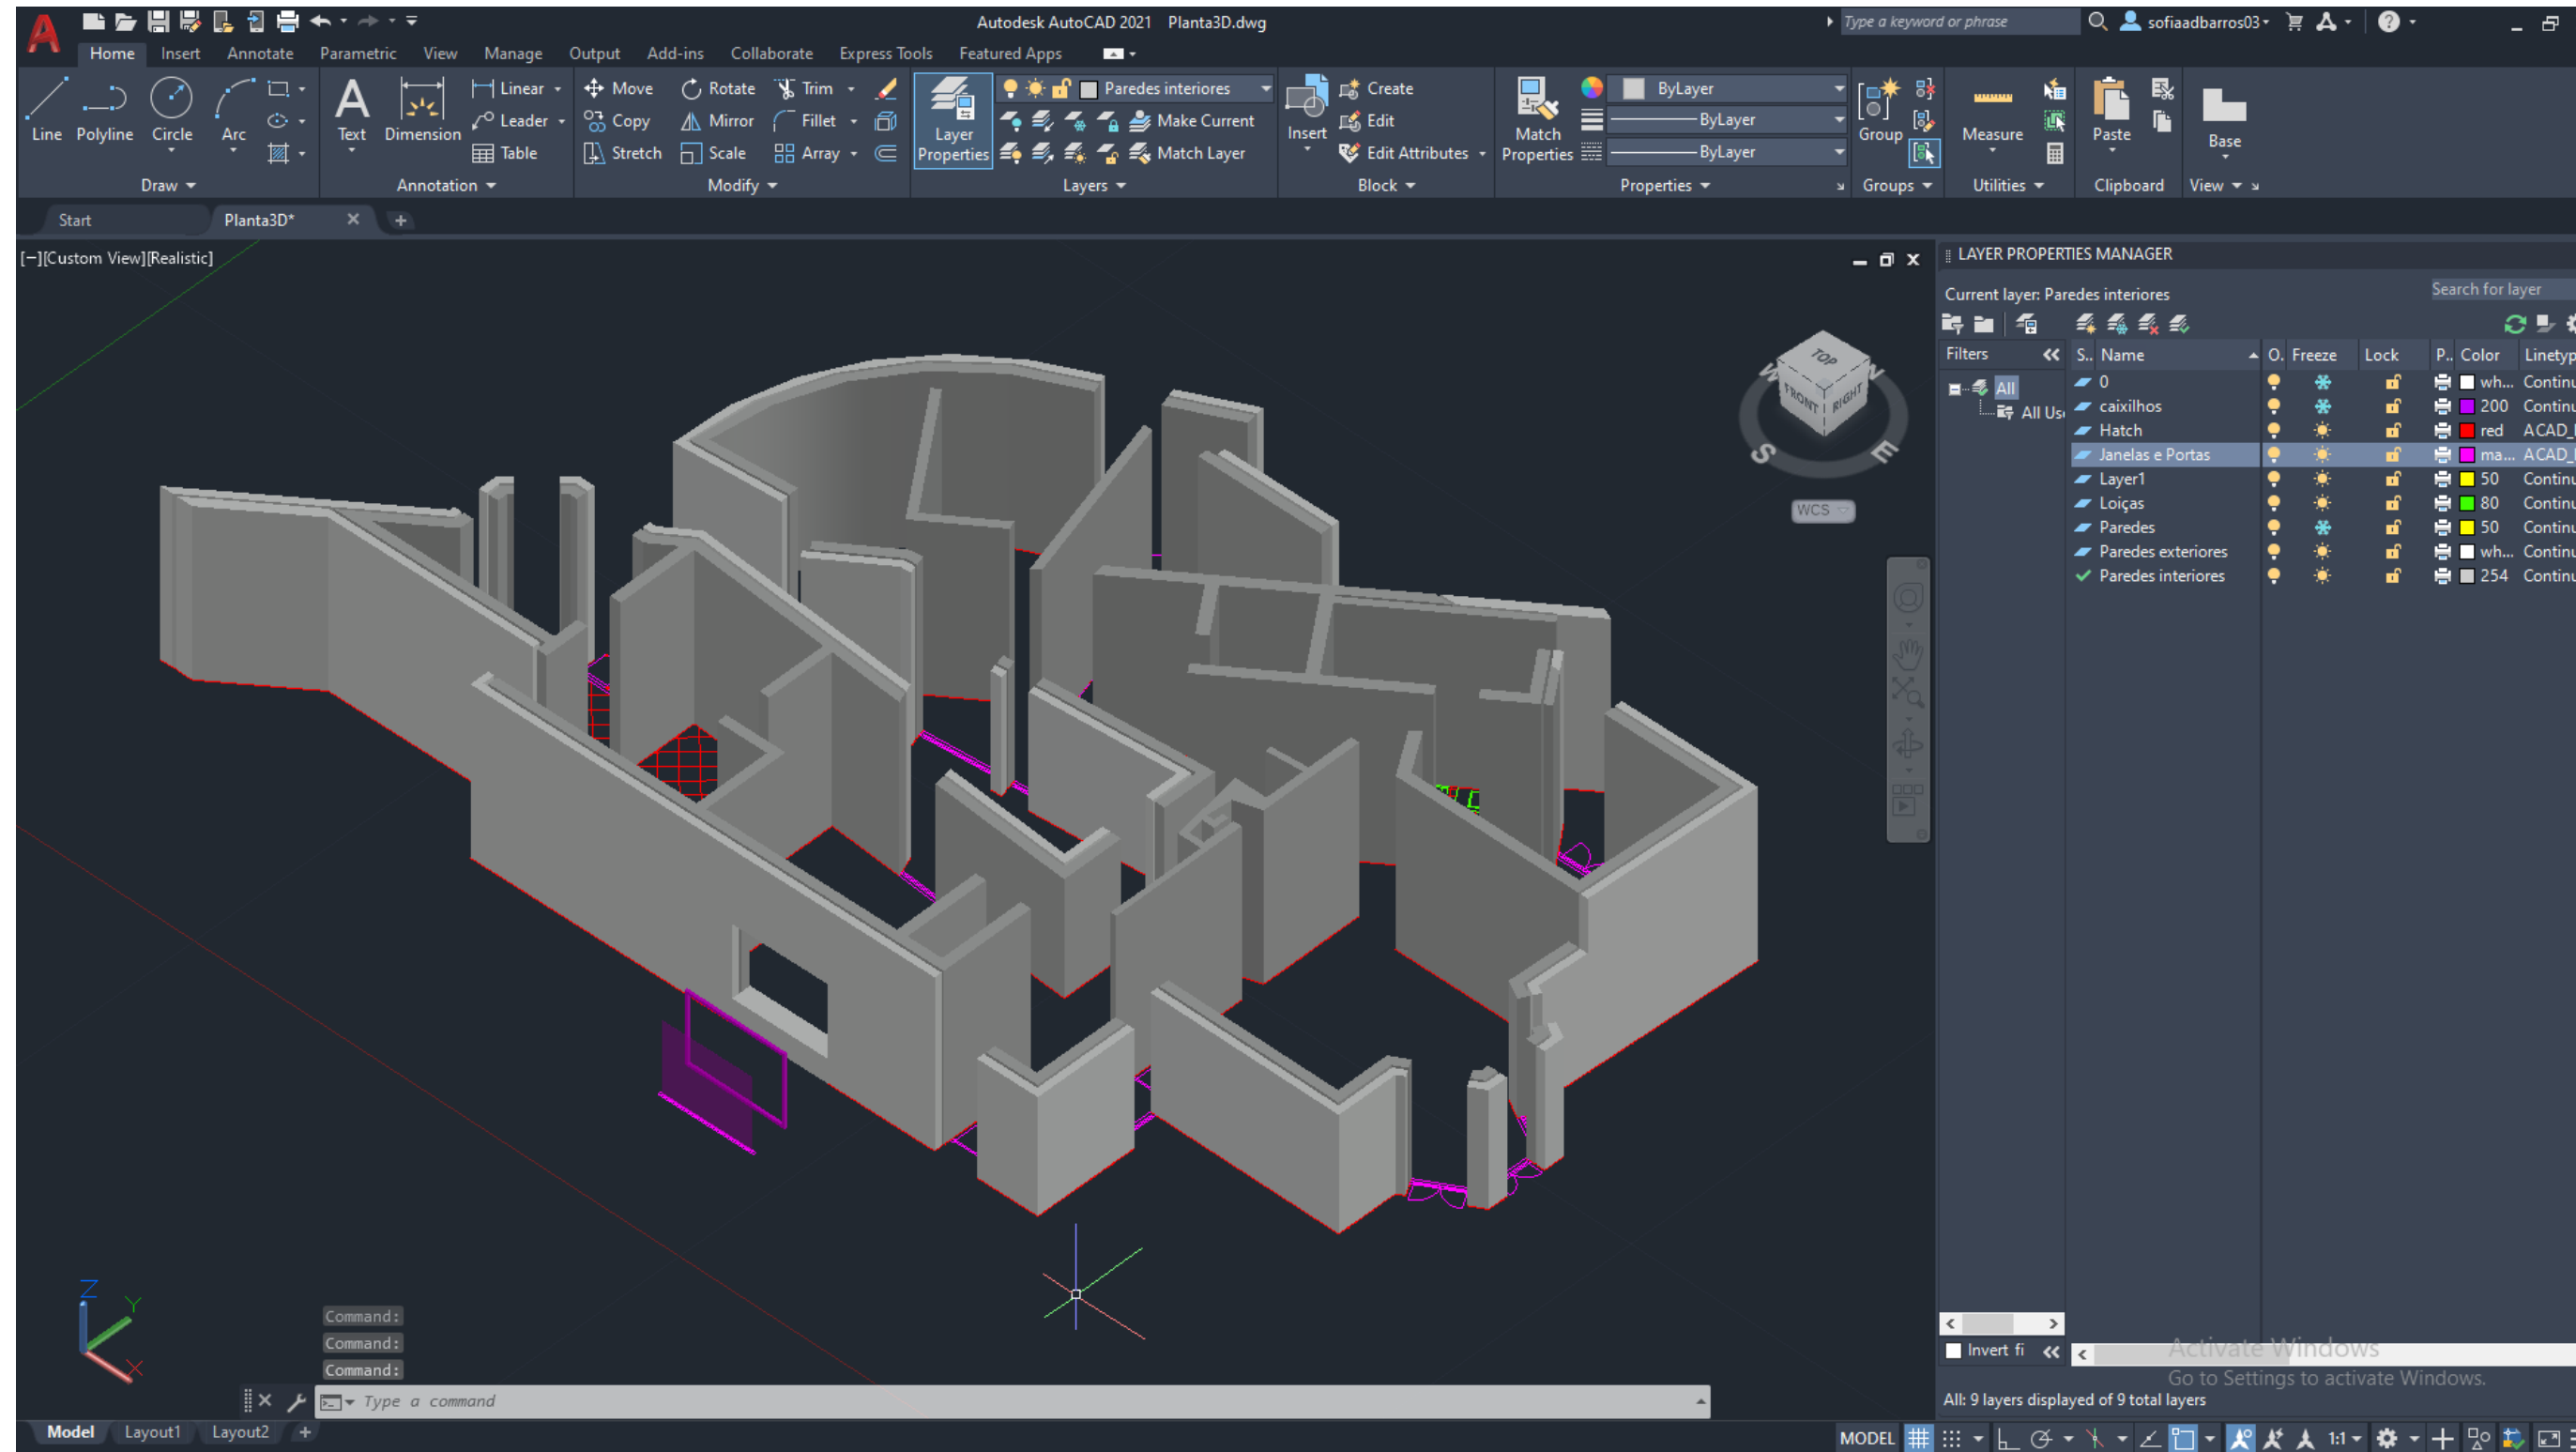 Autodesk AutoCAD 2021 Planta3D.dwg
Type a keyword or phrase
sofiaadbarros03
Home Insert Annotate Parametric View Manage Output Add-ins Collaborate Express Tools Featured Apps
Line Polyline Circle Arc
Draw
Text Dimension
Linear
Leader
Table
Annotation
Move Rotate Trim
Copy Mirror Fillet
Stretch Scale Array
Modify
Layer Properties
Paredes interiores
Make Current
Match Layer
Layers
Insert
Create
Edit
Edit Attributes
Block
Match Properties
ByLayer
ByLayer
ByLayer
Properties
Group
Groups
Measure
Utilities
Paste
Clipboard
Base
View
Start Planta3D*
[−][Custom View][Realistic]
TOP
FRONT
RIGHT
W
N
S
E
WCS
LAYER PROPERTIES MANAGER
Current layer: Paredes interiores
Search for layer
Filters
All
All Us
S.. Name O. Freeze Lock P.. Color Linetyp
0 wh... Continu
caixilhos 200 Continu
Hatch red ACAD_
Janelas e Portas ma... ACAD_
Layer1 50 Continu
Loiças 80 Continu
Paredes 50 Continu
Paredes exteriores wh... Continu
Paredes interiores 254 Continu
Z
Y
X
Command:
Command:
Command:
Type a command
Invert fi
Activate Windows
Go to Settings to activate Windows.
All: 9 layers displayed of 9 total layers
Model Layout1 Layout2
MODEL
1:1